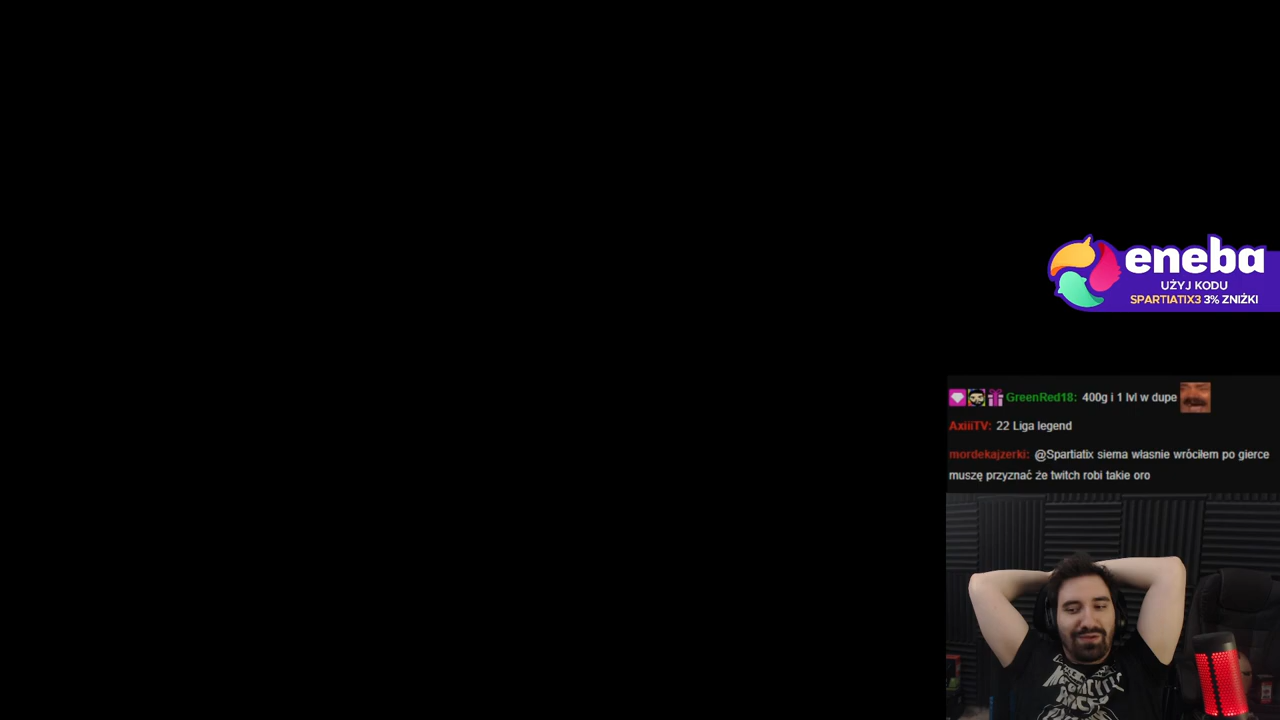 eneba
UŻYJ KODU
SPARTIATIX3 3% ZNIŻKI
GreenRed18: 400g i 1 lvl w dupe
AxiiiTV: 22 Liga legend
mordekajzerki: @Spartiatix siema własnie wróciłem po gierce
muszę przyznać że twitch robi takie oro